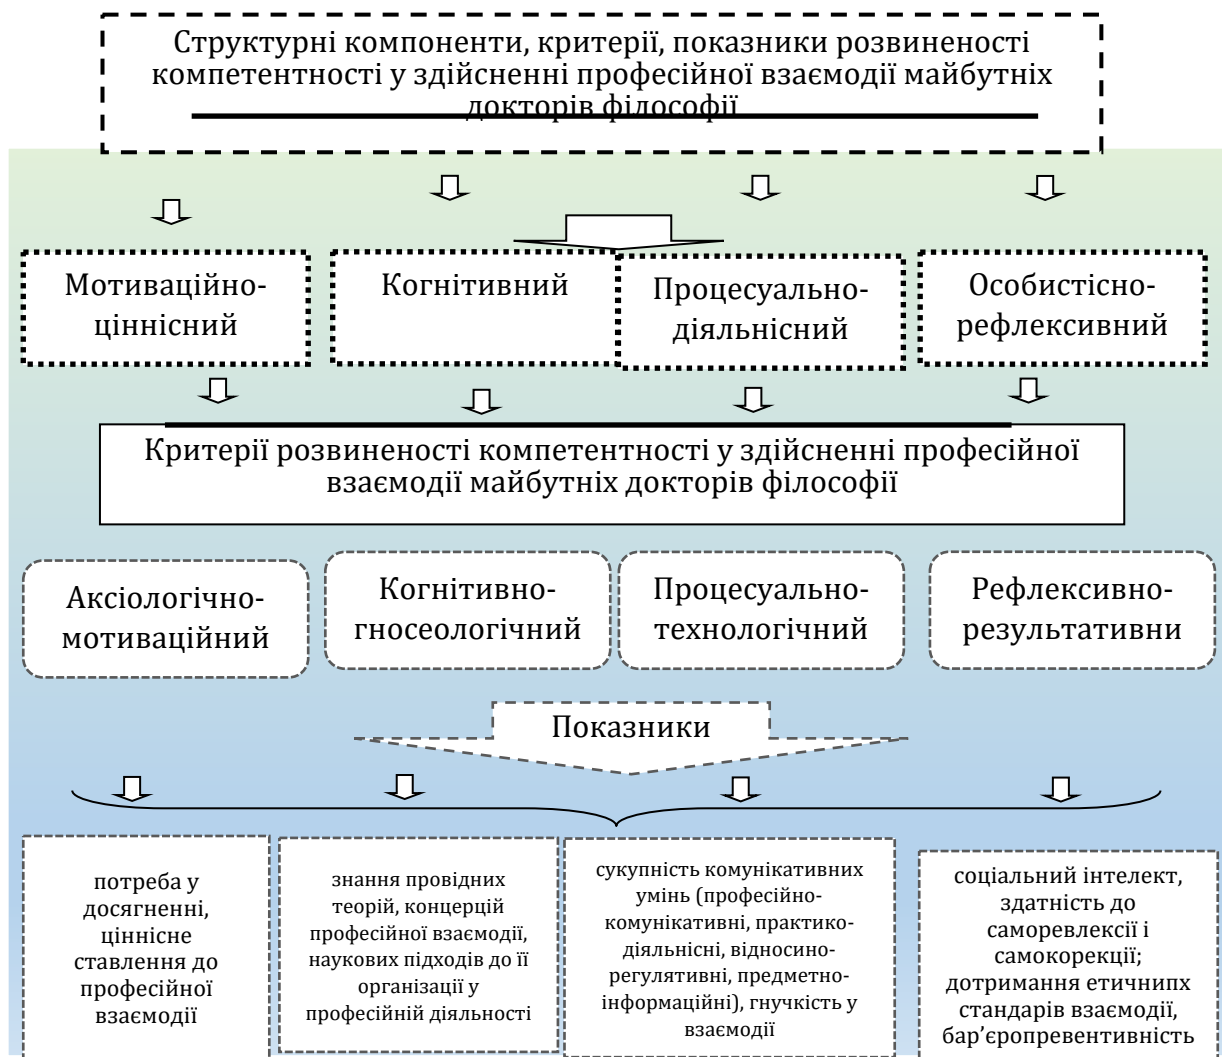 Структурні компоненти, критерії, показники розвиненості
компетентності у здійсненні професійної взаємодії майбутніх
докторів філософії
Мотиваційно-
ціннісний
Когнітивний
Процесуально-
діяльнісний
Особистісно-
рефлексивний
Критерії розвиненості компетентності у здійсненні професійної
взаємодії майбутніх докторів філософії
Аксіологічно-
мотиваційний
Когнітивно-
гносеологічний
Процесуально-
технологічний
Рефлексивно-
результативни
Показники
потреба у
досягненні,
ціннісне
ставлення до
професійної
взаємодії
знання провідних
теорій, концерцій
професійної взаємодії,
наукових підходів до її
організації у
професійній діяльності
сукупність комунікативних
умінь (професійно-
комунікативні, практико-
діяльнісні, відносино-
регулятивні, предметно-
інформаційні), гнучкість у
взаємодії
соціальний інтелект,
здатність до
саморевлексії і
самокорекції;
дотримання етичнипх
стандарів взаємодії,
бар’єропревентивність